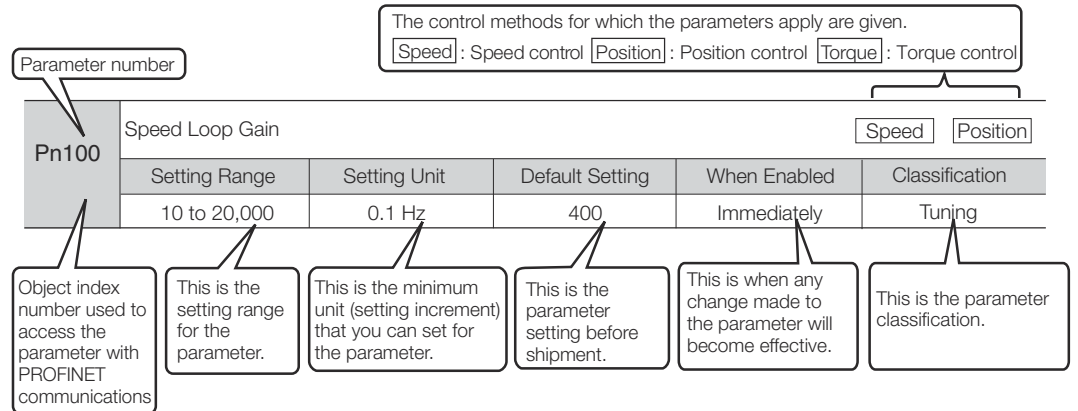 The control methods for which the parameters apply are given.
Speed : Speed control Position : Position control Torque : Torque control
Parameter number
Pn100
Speed Loop Gain
Speed Position
Setting Range Setting Unit Default Setting When Enabled Classification
10 to 20,000 0.1 Hz 400 Immediately Tuning
Object index
number used to
access the
parameter with
PROFINET
communications
This is the
setting range
for the
parameter.
This is the minimum
unit (setting increment)
that you can set for
the parameter.
This is the
parameter
setting before
shipment.
This is when any
change made to
the parameter will
become effective.
This is the parameter
classification.